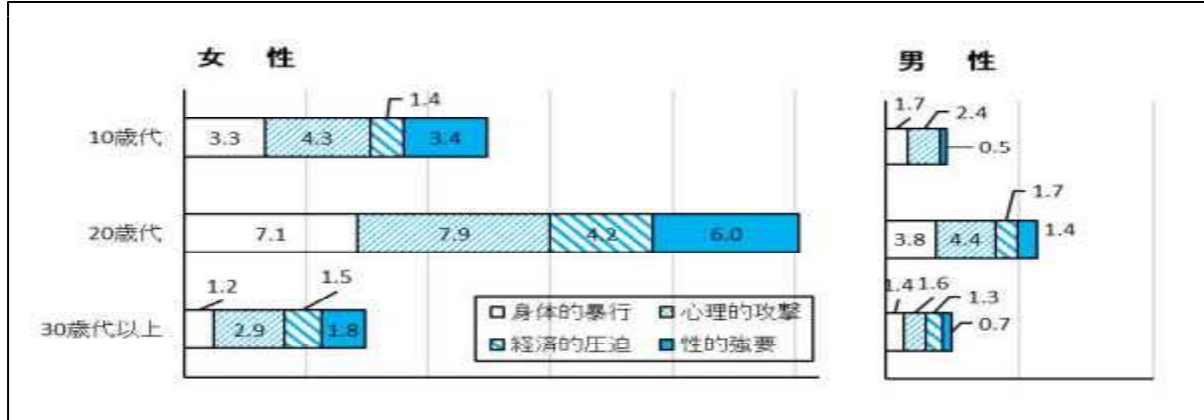 女 性
男 性
1.4
10歳代
3.3 4.3 3.4
1.7
2.4
0.5
20歳代
7.1 7.9 4.2 6.0
1.7
3.8 4.4
1.4
1.2
1.5
30歳代以上
2.9 1.8
1.4 1.6 1.3
0.7
身体的暴行 心理的攻撃
経済的圧迫 性的強要